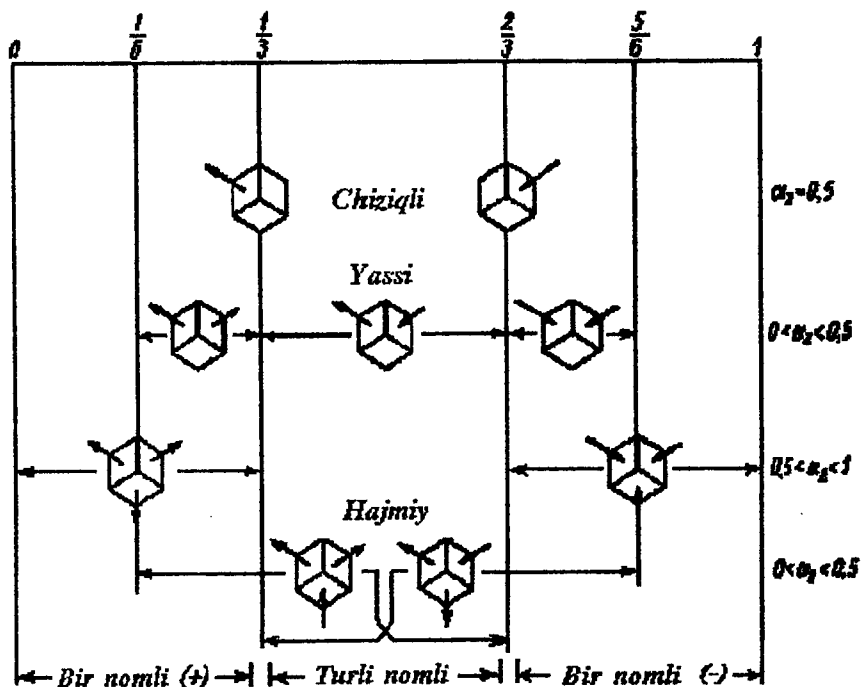 0 1/6 1/3 2/3 5/6 1
Chiziqli α₂=0,5
Yassi
0<α₂<0,5
0,5<α₂<1
Hajmiy
0<α₂<0,5
Bir nomli (+) Turli nomli Bir nomli (-)